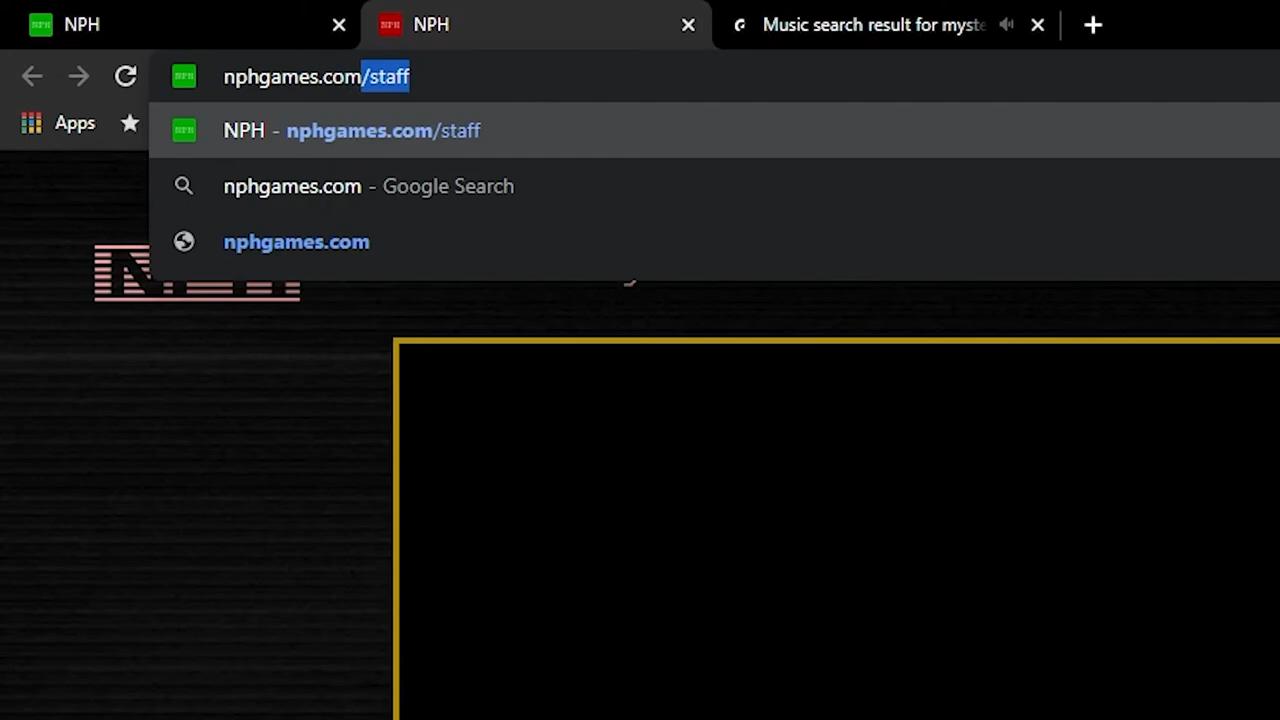 NPH
NPH
Music search result for myste
nphgames.com/staff
Apps
NPH - nphgames.com/staff
nphgames.com - Google Search
nphgames.com